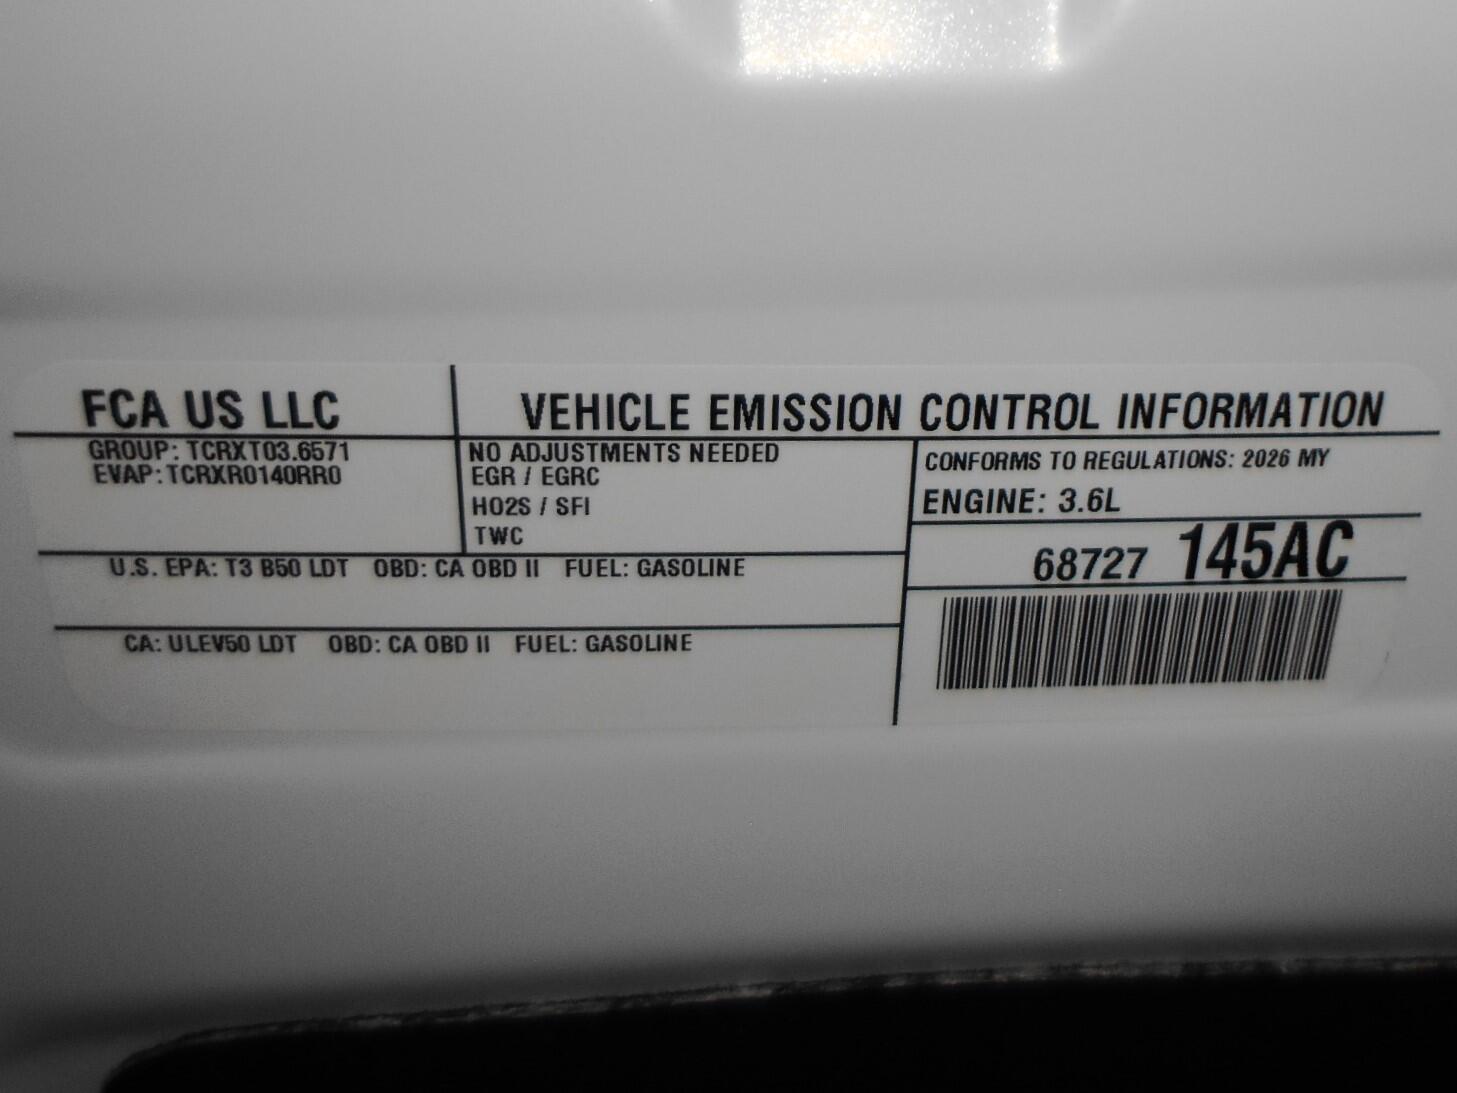 FCA US LLC
VEHICLE EMISSION CONTROL INFORMATION
GROUP: TCRXT03.6571
EVAP: TCRXR0140RR0
NO ADJUSTMENTS NEEDED
EGR / EGRC
HO2S / SFI
TWC
CONFORMS TO REGULATIONS: 2026 MY
ENGINE: 3.6L
68727 145AC
U.S. EPA: T3 B50 LDT OBD: CA OBD II FUEL: GASOLINE
CA: ULEV50 LDT OBD: CA OBD II FUEL: GASOLINE